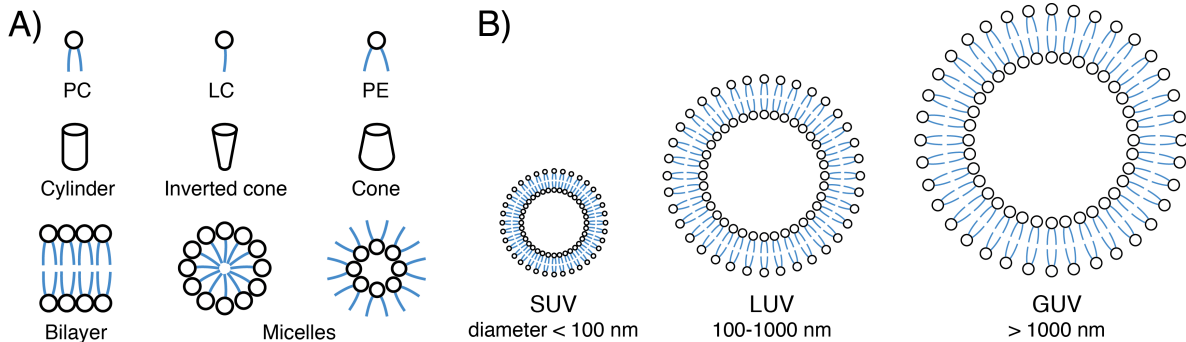 A)
PC LC PE
Cylinder Inverted cone Cone
Bilayer Micelles
B)
SUV LUV GUV
diameter < 100 nm 100-1000 nm > 1000 nm